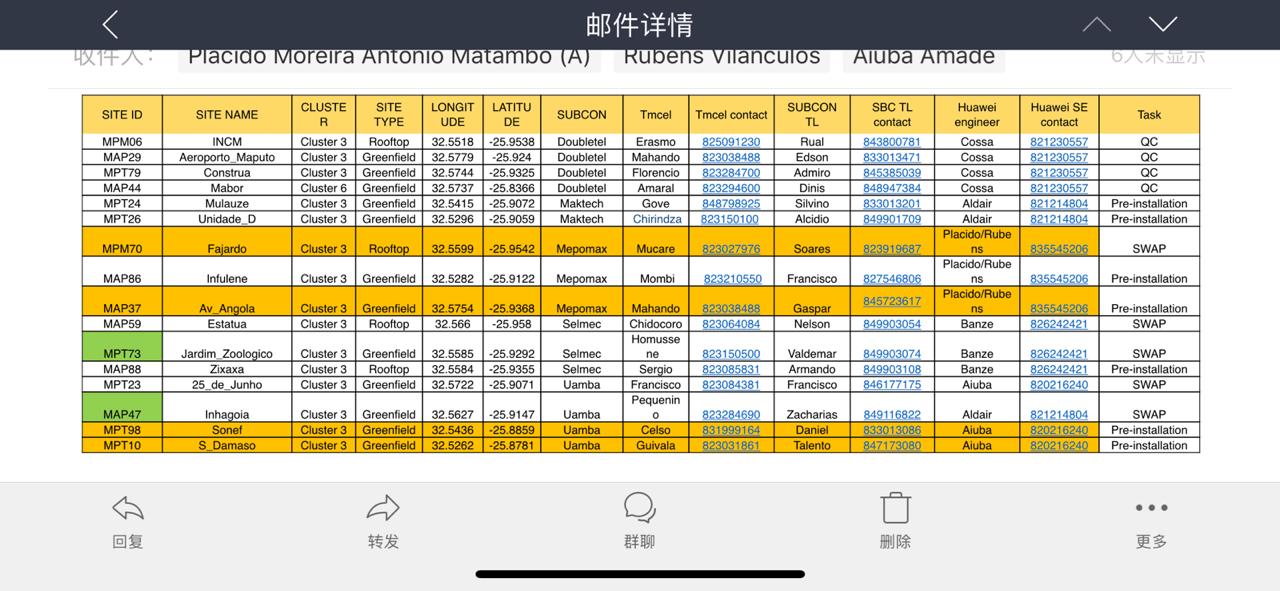 邮件详情
收件人： Placido Moreira Antonio Matambo (A) Rubens Vilanculos Aiuba Amade 6人未显示
SITE ID SITE NAME CLUSTER SITE TYPE LONGITUDE LATITUDE SUBCON Tmcel Tmcel contact SUBCON TL SBC TL contact Huawei engineer Huawei SE contact Task
MPM06 INCM Cluster 3 Rooftop 32.5518 -25.9538 Doubletel Erasmo 825091230 Rual 843800781 Cossa 821230557 QC
MAP29 Aeroporto_Maputo Cluster 3 Greenfield 32.5779 -25.924 Doubletel Mahando 823038488 Edson 833013471 Cossa 821230557 QC
MPT79 Construa Cluster 3 Greenfield 32.5744 -25.9325 Doubletel Florencio 823284700 Admiro 845385039 Cossa 821230557 QC
MAP44 Mabor Cluster 6 Greenfield 32.5737 -25.8366 Doubletel Amaral 823294600 Dinis 848947384 Cossa 821230557 QC
MPT24 Mulauze Cluster 3 Greenfield 32.5415 -25.9072 Maktech Gove 848798925 Silvino 833013201 Aldair 821214804 Pre-installation
MPT26 Unidade_D Cluster 3 Greenfield 32.5296 -25.9059 Maktech Chirindza 823150100 Alcidio 849901709 Aldair 821214804 Pre-installation
MPM70 Fajardo Cluster 3 Rooftop 32.5599 -25.9542 Mepomax Mucare 823027976 Soares 823919687 Placido/Rubens 835545206 SWAP
MAP86 Infulene Cluster 3 Greenfield 32.5282 -25.9122 Mepomax Mombi 823210550 Francisco 827546806 Placido/Rubens 835545206 Pre-installation
MAP37 Av_Angola Cluster 3 Greenfield 32.5754 -25.9368 Mepomax Mahando 823038488 Gaspar 845723617 Placido/Rubens 835545206 Pre-installation
MAP59 Estatua Cluster 3 Rooftop 32.566 -25.958 Selmec Chidocoro 823064084 Nelson 849903054 Banze 826242421 SWAP
MPT73 Jardim_Zoologico Cluster 3 Greenfield 32.5585 -25.9292 Selmec Homussene 823150500 Valdemar 849903074 Banze 826242421 SWAP
MAP88 Zixaxa Cluster 3 Rooftop 32.5584 -25.9355 Selmec Sergio 823085831 Armando 849903108 Banze 826242421 Pre-installation
MPT23 25_de_Junho Cluster 3 Greenfield 32.5722 -25.9071 Uamba Francisco 823084381 Francisco 846177175 Aiuba 820216240 SWAP
MAP47 Inhagoia Cluster 3 Greenfield 32.5627 -25.9147 Uamba Pequenino 823284690 Zacharias 849116822 Aldair 821214804 SWAP
MPT98 Sonef Cluster 3 Greenfield 32.5436 -25.8859 Uamba Celso 831999164 Daniel 833013086 Aiuba 820216240 Pre-installation
MPT10 S_Damaso Cluster 3 Greenfield 32.5262 -25.8781 Uamba Guivala 823031861 Talento 847173080 Aiuba 820216240 Pre-installation
回复 转发 群聊 删除 更多